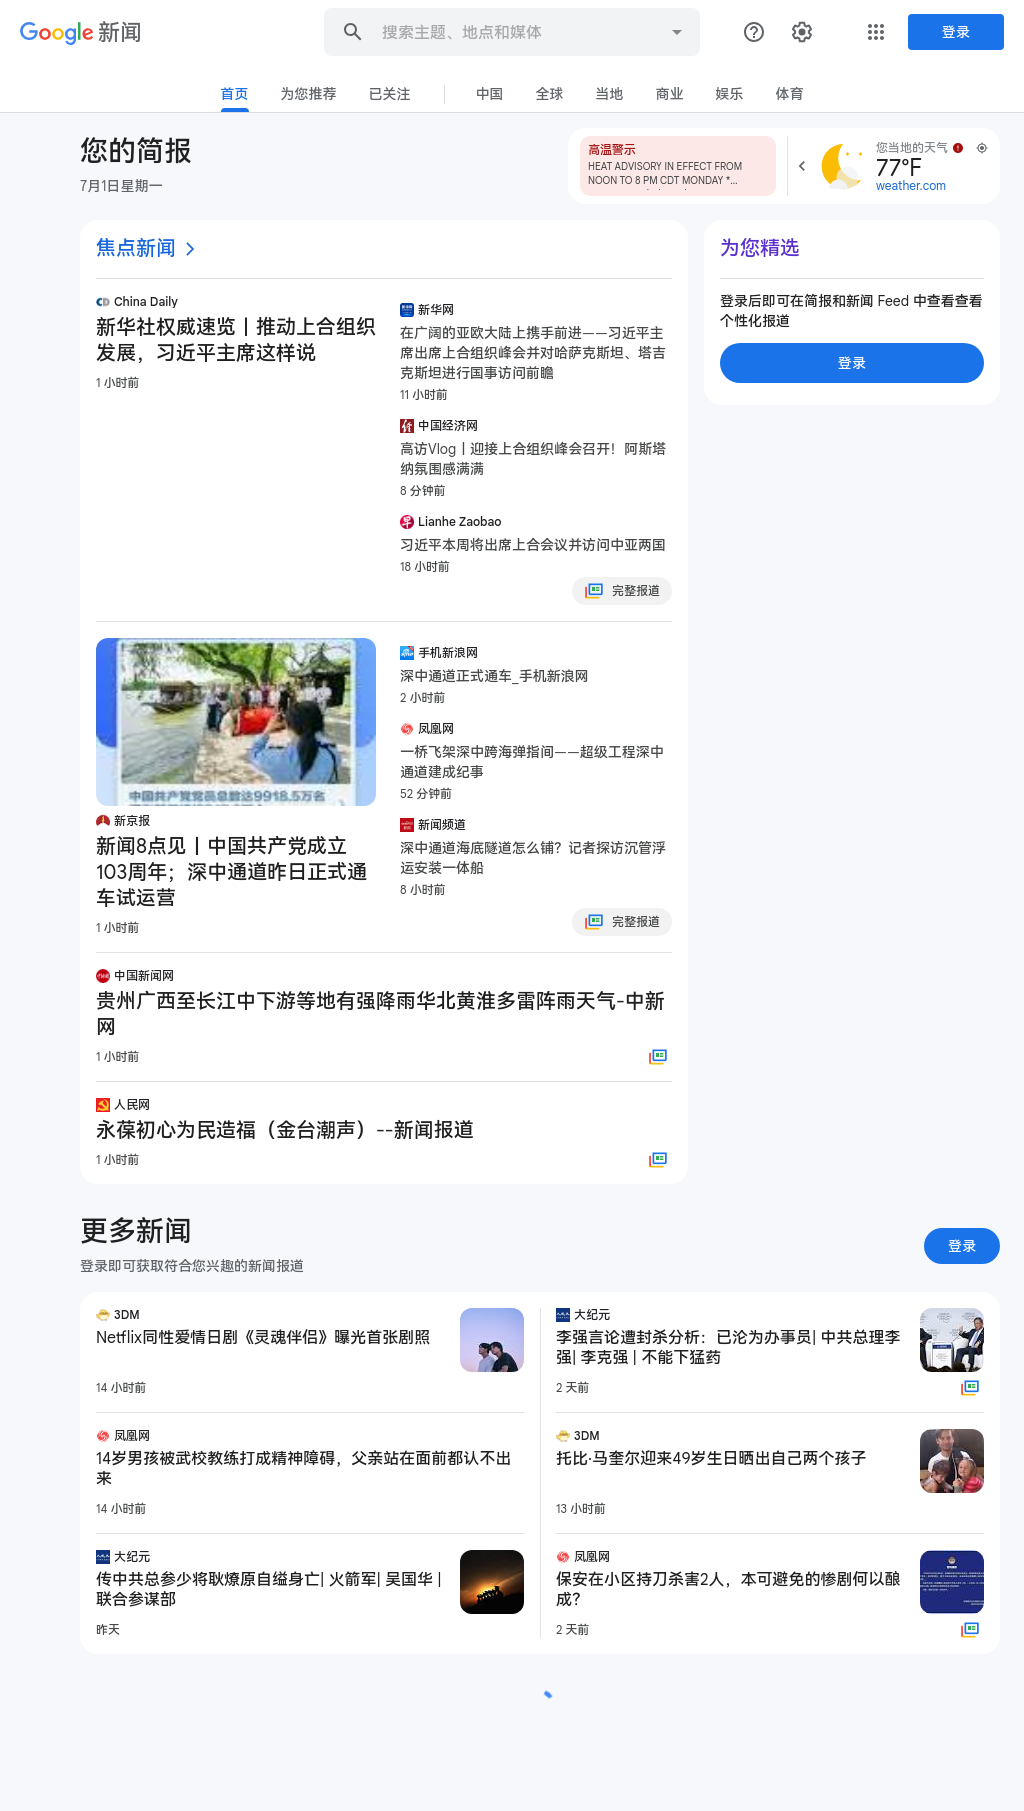 Google 新闻
搜索主题、地点和媒体
登录
首页
为您推荐
已关注
中国
全球
当地
商业
娱乐
体育
您的简报
7月1日星期一
高温警示
HEAT ADVISORY IN EFFECT FROM
NOON TO 8 PM CDT MONDAY *...
您当地的天气
77°F
weather.com
焦点新闻
China Daily
新华社权威速览丨推动上合组织
发展，习近平主席这样说
1 小时前
新华网
在广阔的亚欧大陆上携手前进——习近平主
席出席上合组织峰会并对哈萨克斯坦、塔吉
克斯坦进行国事访问前瞻
11 小时前
中国经济网
高访Vlog丨迎接上合组织峰会召开！阿斯塔
纳氛围感满满
8 分钟前
Lianhe Zaobao
习近平本周将出席上合会议并访问中亚两国
18 小时前
完整报道
为您精选
登录后即可在简报和新闻 Feed 中查看查看
个性化报道
登录
中国共产党党员总数达9918.5万名
新京报
新闻8点见丨中国共产党成立
103周年；深中通道昨日正式通
车试运营
1 小时前
手机新浪网
深中通道正式通车_手机新浪网
2 小时前
凤凰网
一桥飞架深中跨海弹指间——超级工程深中
通道建成纪事
52 分钟前
新闻频道
深中通道海底隧道怎么铺？记者探访沉管浮
运安装一体船
8 小时前
完整报道
中国新闻网
贵州广西至长江中下游等地有强降雨华北黄淮多雷阵雨天气-中新
网
1 小时前
人民网
永葆初心为民造福（金台潮声）--新闻报道
1 小时前
更多新闻
登录即可获取符合您兴趣的新闻报道
登录
3DM
Netflix同性爱情日剧《灵魂伴侣》曝光首张剧照
14 小时前
大纪元
李强言论遭封杀分析：已沦为办事员| 中共总理李
强| 李克强 | 不能下猛药
2 天前
凤凰网
14岁男孩被武校教练打成精神障碍，父亲站在面前都认不出
来
14 小时前
3DM
托比·马奎尔迎来49岁生日晒出自己两个孩子
13 小时前
大纪元
传中共总参少将耿燎原自缢身亡| 火箭军| 吴国华 |
联合参谋部
昨天
凤凰网
保安在小区持刀杀害2人，本可避免的惨剧何以酿
成？
2 天前